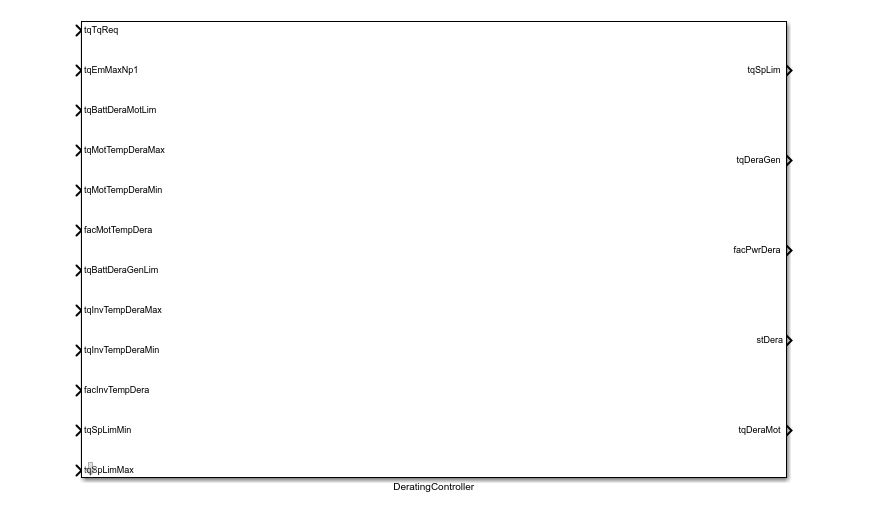 tqTqReq
tqEmMaxNp1
tqBattDeraMotLim
tqMotTempDeraMax
tqMotTempDeraMin
facMotTempDera
tqBattDeraGenLim
tqInvTempDeraMax
tqInvTempDeraMin
facInvTempDera
tqSpLimMin
tqSpLimMax
tqSpLim
tqDeraGen
facPwrDera
stDera
tqDeraMot
DeratingController